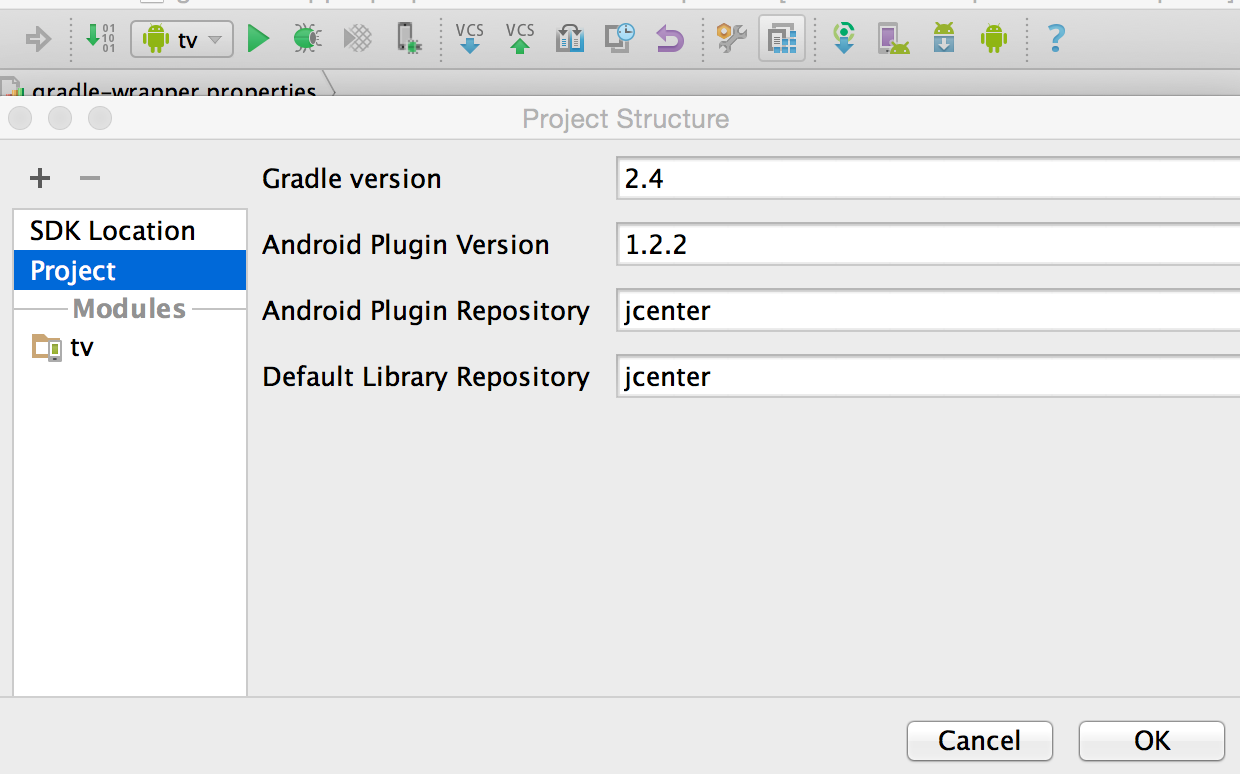 01
10
01
tv
VCS
VCS
?
gradle-wrapper.properties
Project Structure
Gradle version
2.4
SDK Location
Android Plugin Version
1.2.2
Project
Modules
Android Plugin Repository
jcenter
tv
Default Library Repository
jcenter
Cancel
OK